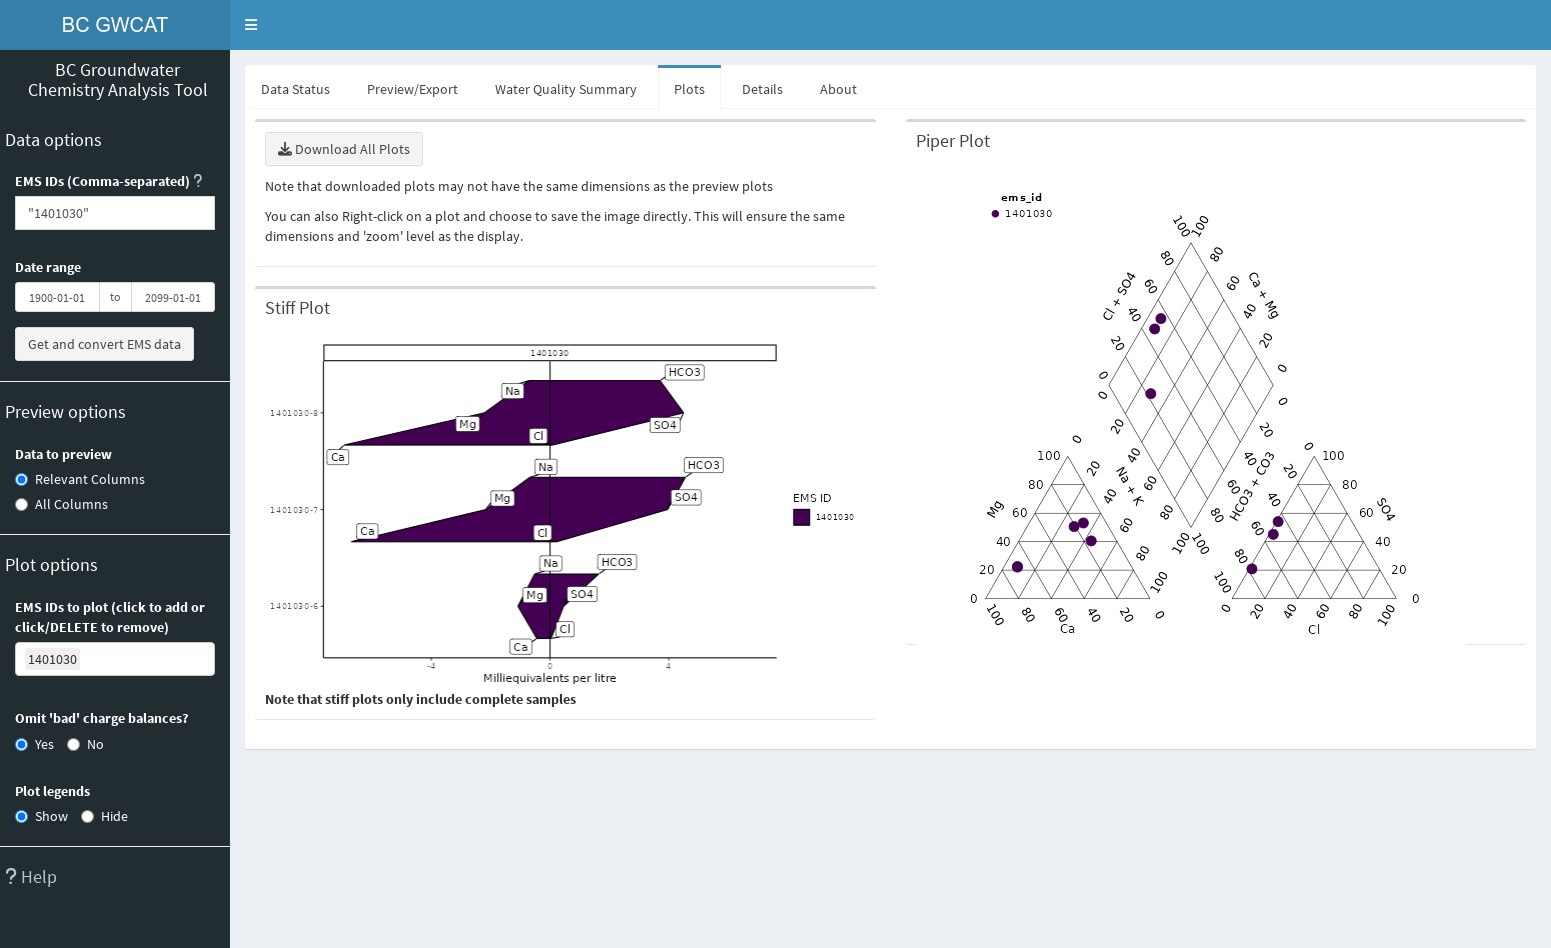 BC GWCAT
BC Groundwater
Chemistry Analysis Tool
Data options
EMS IDs (Comma-separated) ?
"1401030"
Date range
1900-01-01 to 2099-01-01
Get and convert EMS data
Preview options
Data to preview
Relevant Columns
All Columns
Plot options
EMS IDs to plot (click to add or
click/DELETE to remove)
1401030
Omit 'bad' charge balances?
Yes No
Plot legends
Show Hide
? Help
Data Status Preview/Export Water Quality Summary Plots Details About
Download All Plots
Note that downloaded plots may not have the same dimensions as the preview plots
You can also Right-click on a plot and choose to save the image directly. This will ensure the same
dimensions and 'zoom' level as the display.
Stiff Plot
1401030
HCO3
Na
1401030-8
Mg
SO4
Cl
Ca
Na
HCO3
Mg
SO4
1401030-7
Ca
Cl
Na
HCO3
Mg
SO4
1401030-6
Cl
Ca
-4 0 4
Milliequivalents per litre
EMS ID
1401030
Note that stiff plots only include complete samples
Piper Plot
ems_id
1401030
100 100
80 80
Cl + SO4
60 60
Ca + Mg
40 40
20 20
0 0
0 0
20 20
40 40
60 60
80 80
100 100
Na + K
HCO3 + CO3
Mg
100
80
60
40
20
0
0
20
40
60
80
100
100 80 60 40 20 0
Ca
0
20
40
60
80
100
100
80
60
40
20
0
SO4
0 20 40 60 80 100
Cl